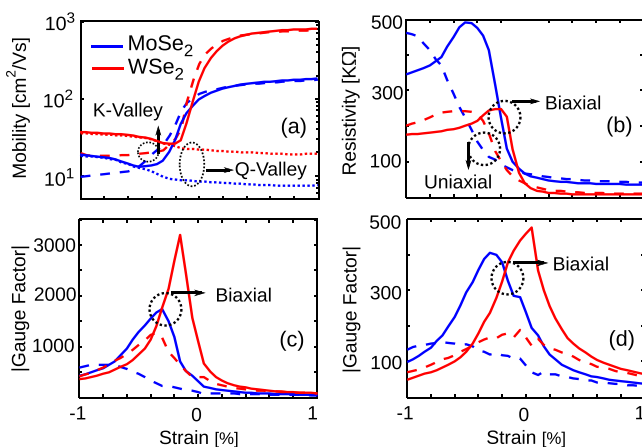 Mobility [cm²/Vs]
10³
10²
10¹
MoSe₂
WSe₂
K-Valley
Q-Valley
(a)
Resistivity [KΩ]
500
300
100
Biaxial
Uniaxial
(b)
|Gauge Factor|
3000
2000
1000
Biaxial
(c)
-1 0 1
Strain [%]
|Gauge Factor|
500
300
100
Biaxial
(d)
-1 0 1
Strain [%]